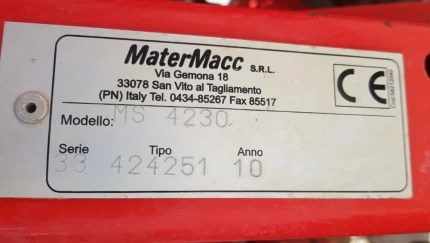 MaterMacc S.R.L.
Via Gemona 18
33078 San Vito al Tagliamento
(PN) Italy Tel. 0434-85267 Fax 85517
CE
Modello: MS 4230
Serie Tipo Anno
33 424251 10